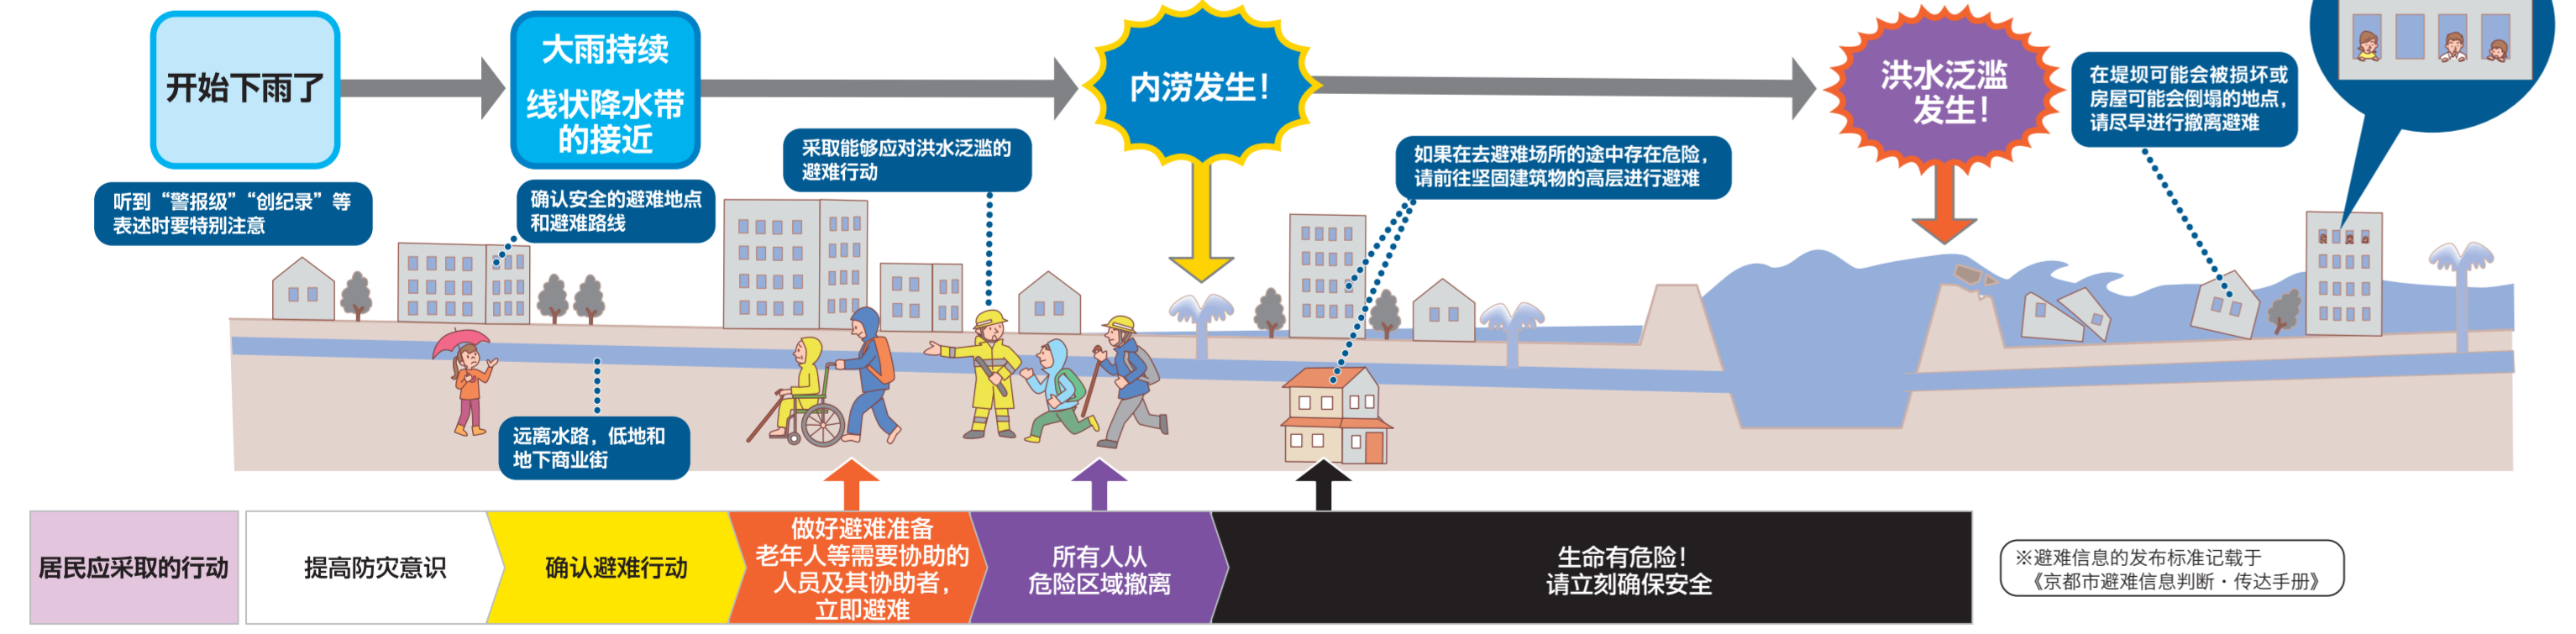 开始下雨了
大雨持续
线状降水带
的接近
内涝发生！
洪水泛滥
发生！
听到“警报级”“创纪录”等
表述时要特别注意
确认安全的避难地点
和避难路线
采取能够应对洪水泛滥的
避难行动
如果在去避难场所的途中存在危险，
请前往坚固建筑物的高层进行避难
在堤坝可能会被损坏或
房屋可能会倒塌的地点，
请尽早进行撤离避难
远离水路，低地和
地下商业街
居民应采取的行动
提高防灾意识
确认避难行动
做好避难准备
老年人等需要协助的
人员及其协助者，
立即避难
所有人从
危险区域撤离
生命有危险！
请立刻确保安全
※避难信息的发布标准记载于
《京都市避难信息判断・传达手册》